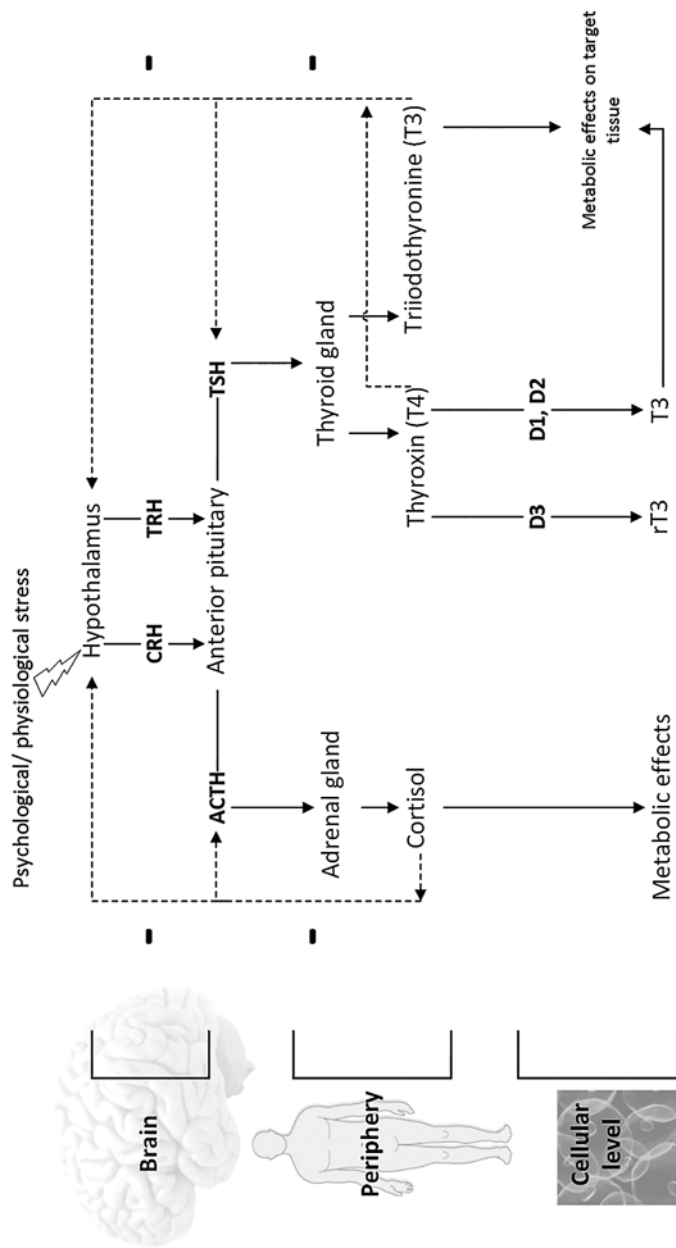 Psychological/ physiological stress
Brain
Hypothalamus
CRH
TRH
ACTH
Anterior pituitary
TSH
Periphery
Adrenal gland
Thyroid gland
Cortisol
Thyroxin (T4)
Triiodothyronine (T3)
Cellular
level
D3
D1, D2
Metabolic effects
rT3
T3
Metabolic effects on target
tissue